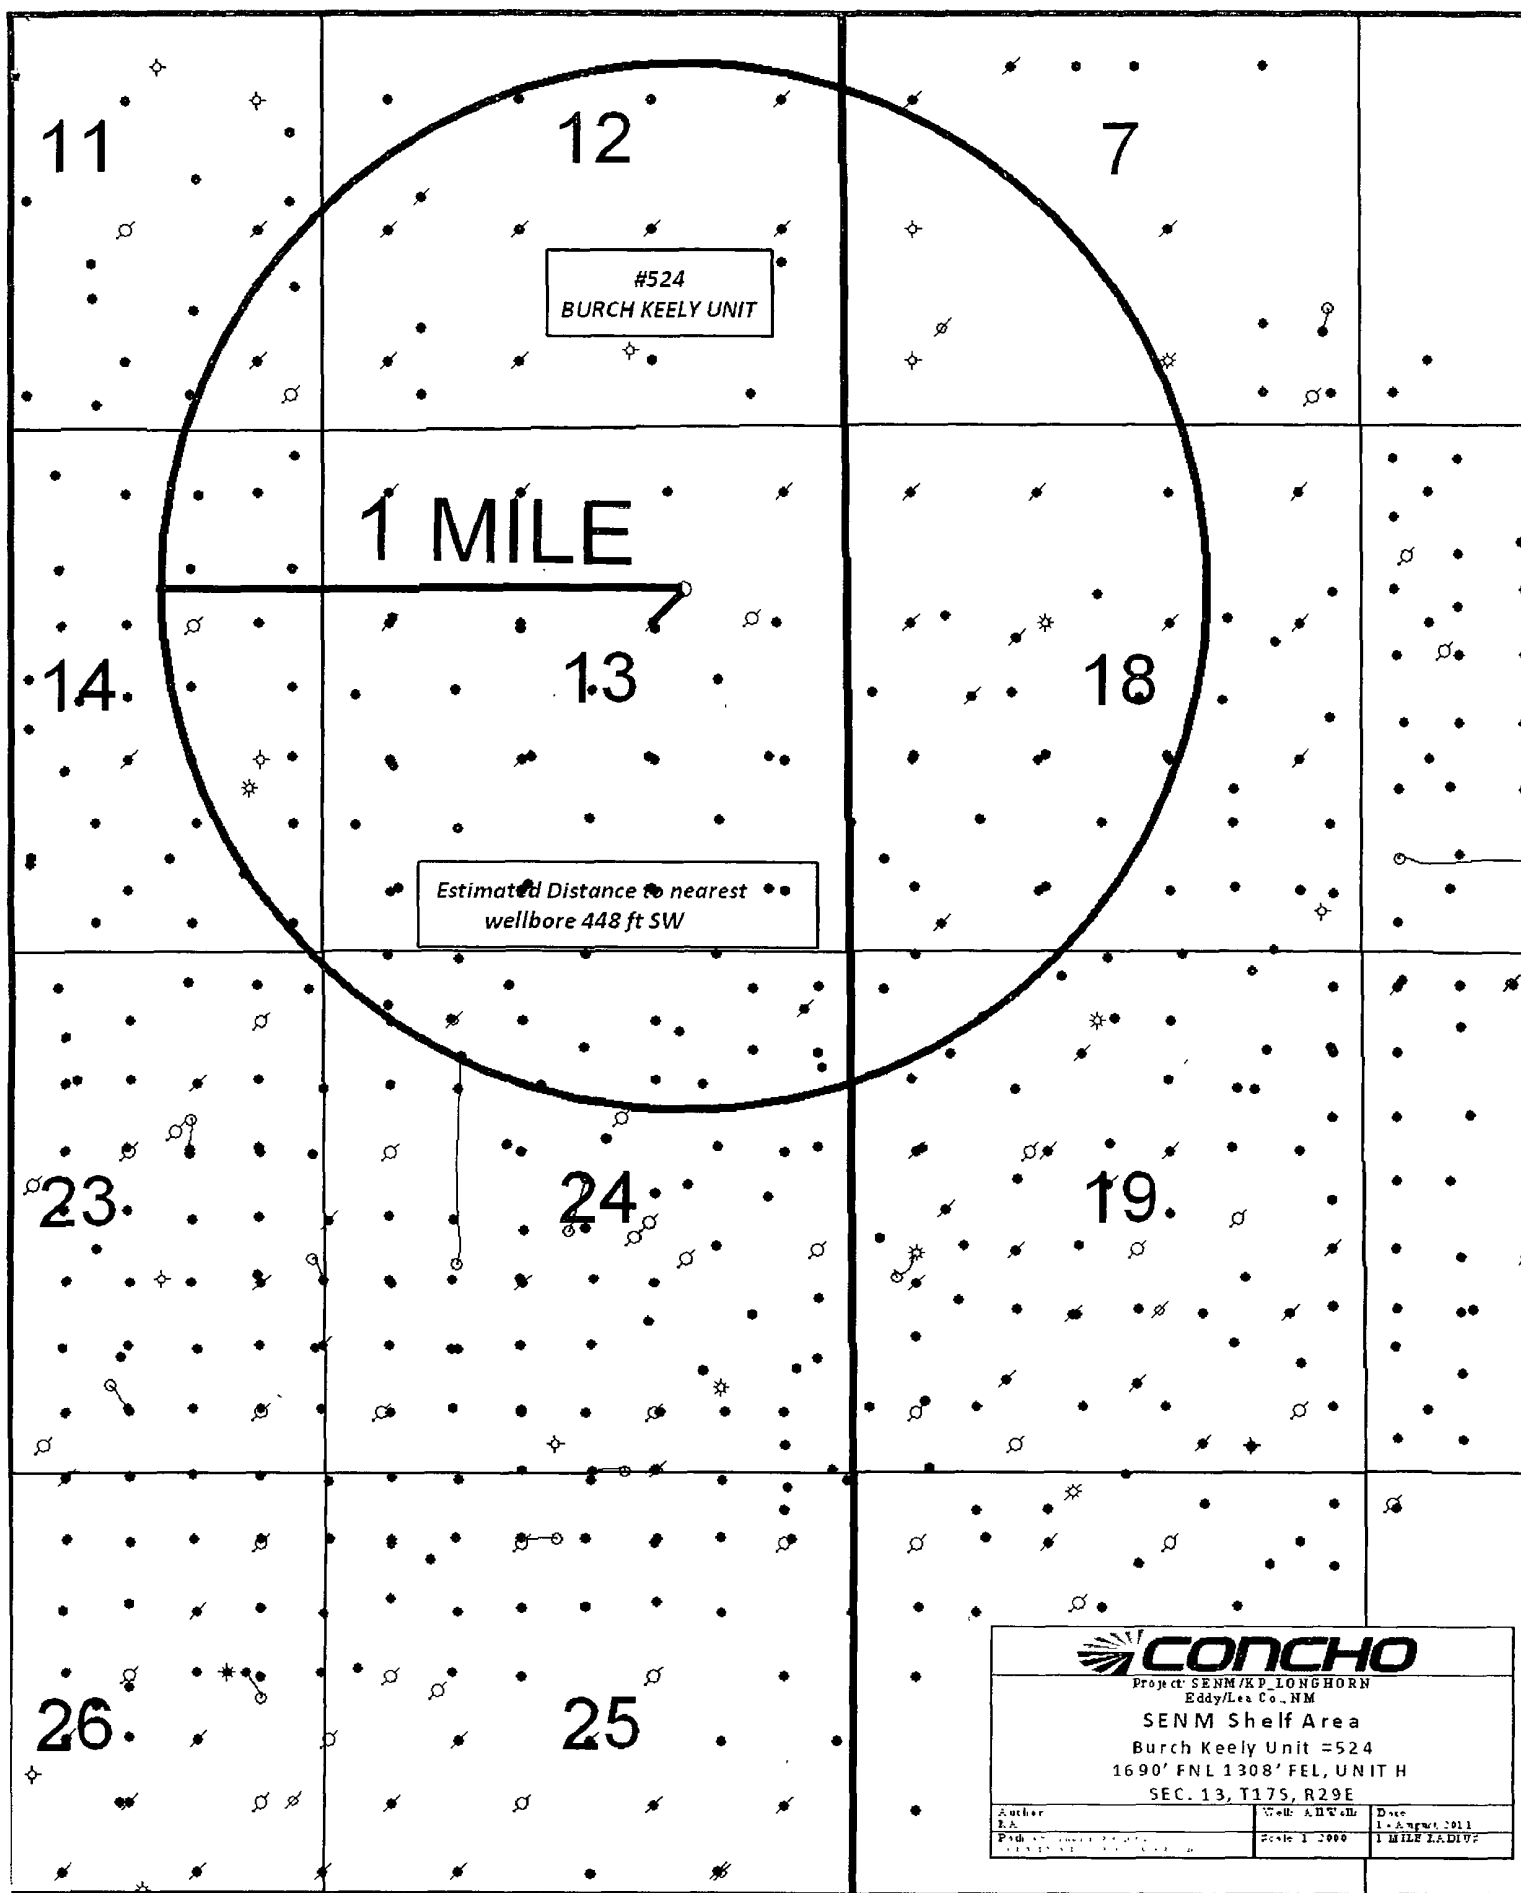 11
12
7
#524
BURCH KEELY UNIT
1 MILE
14
13
18
Estimated Distance to nearest
wellbore 448 ft SW
23
24
19
26
25
CONCHO
Project: SENM/KP_LONGHORN
Eddy/Lea Co., NM
SENM Shelf Area
Burch Keely Unit =524
1690' FNL 1308' FEL, UNIT H
SEC. 13, T17S, R29E
Author
Date
August, 2011
1 MILE RADIUS